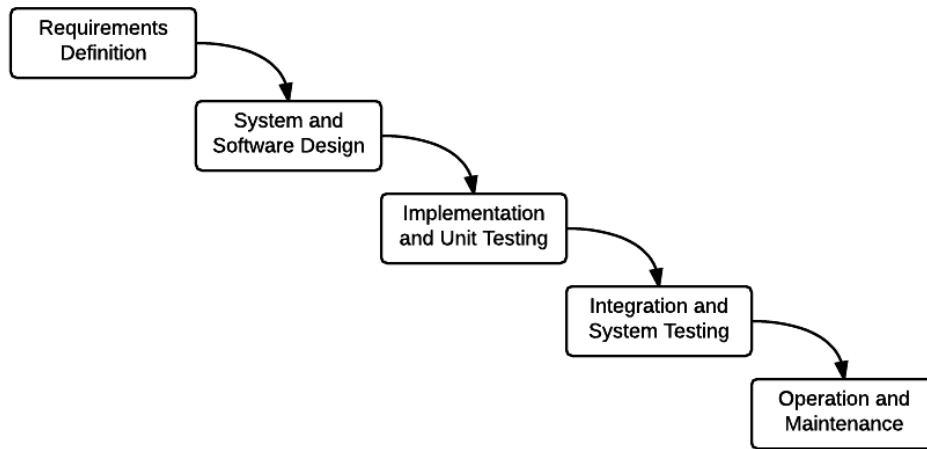 Requirements
Definition
System and
Software Design
Implementation
and Unit Testing
Integration and
System Testing
Operation and
Maintenance